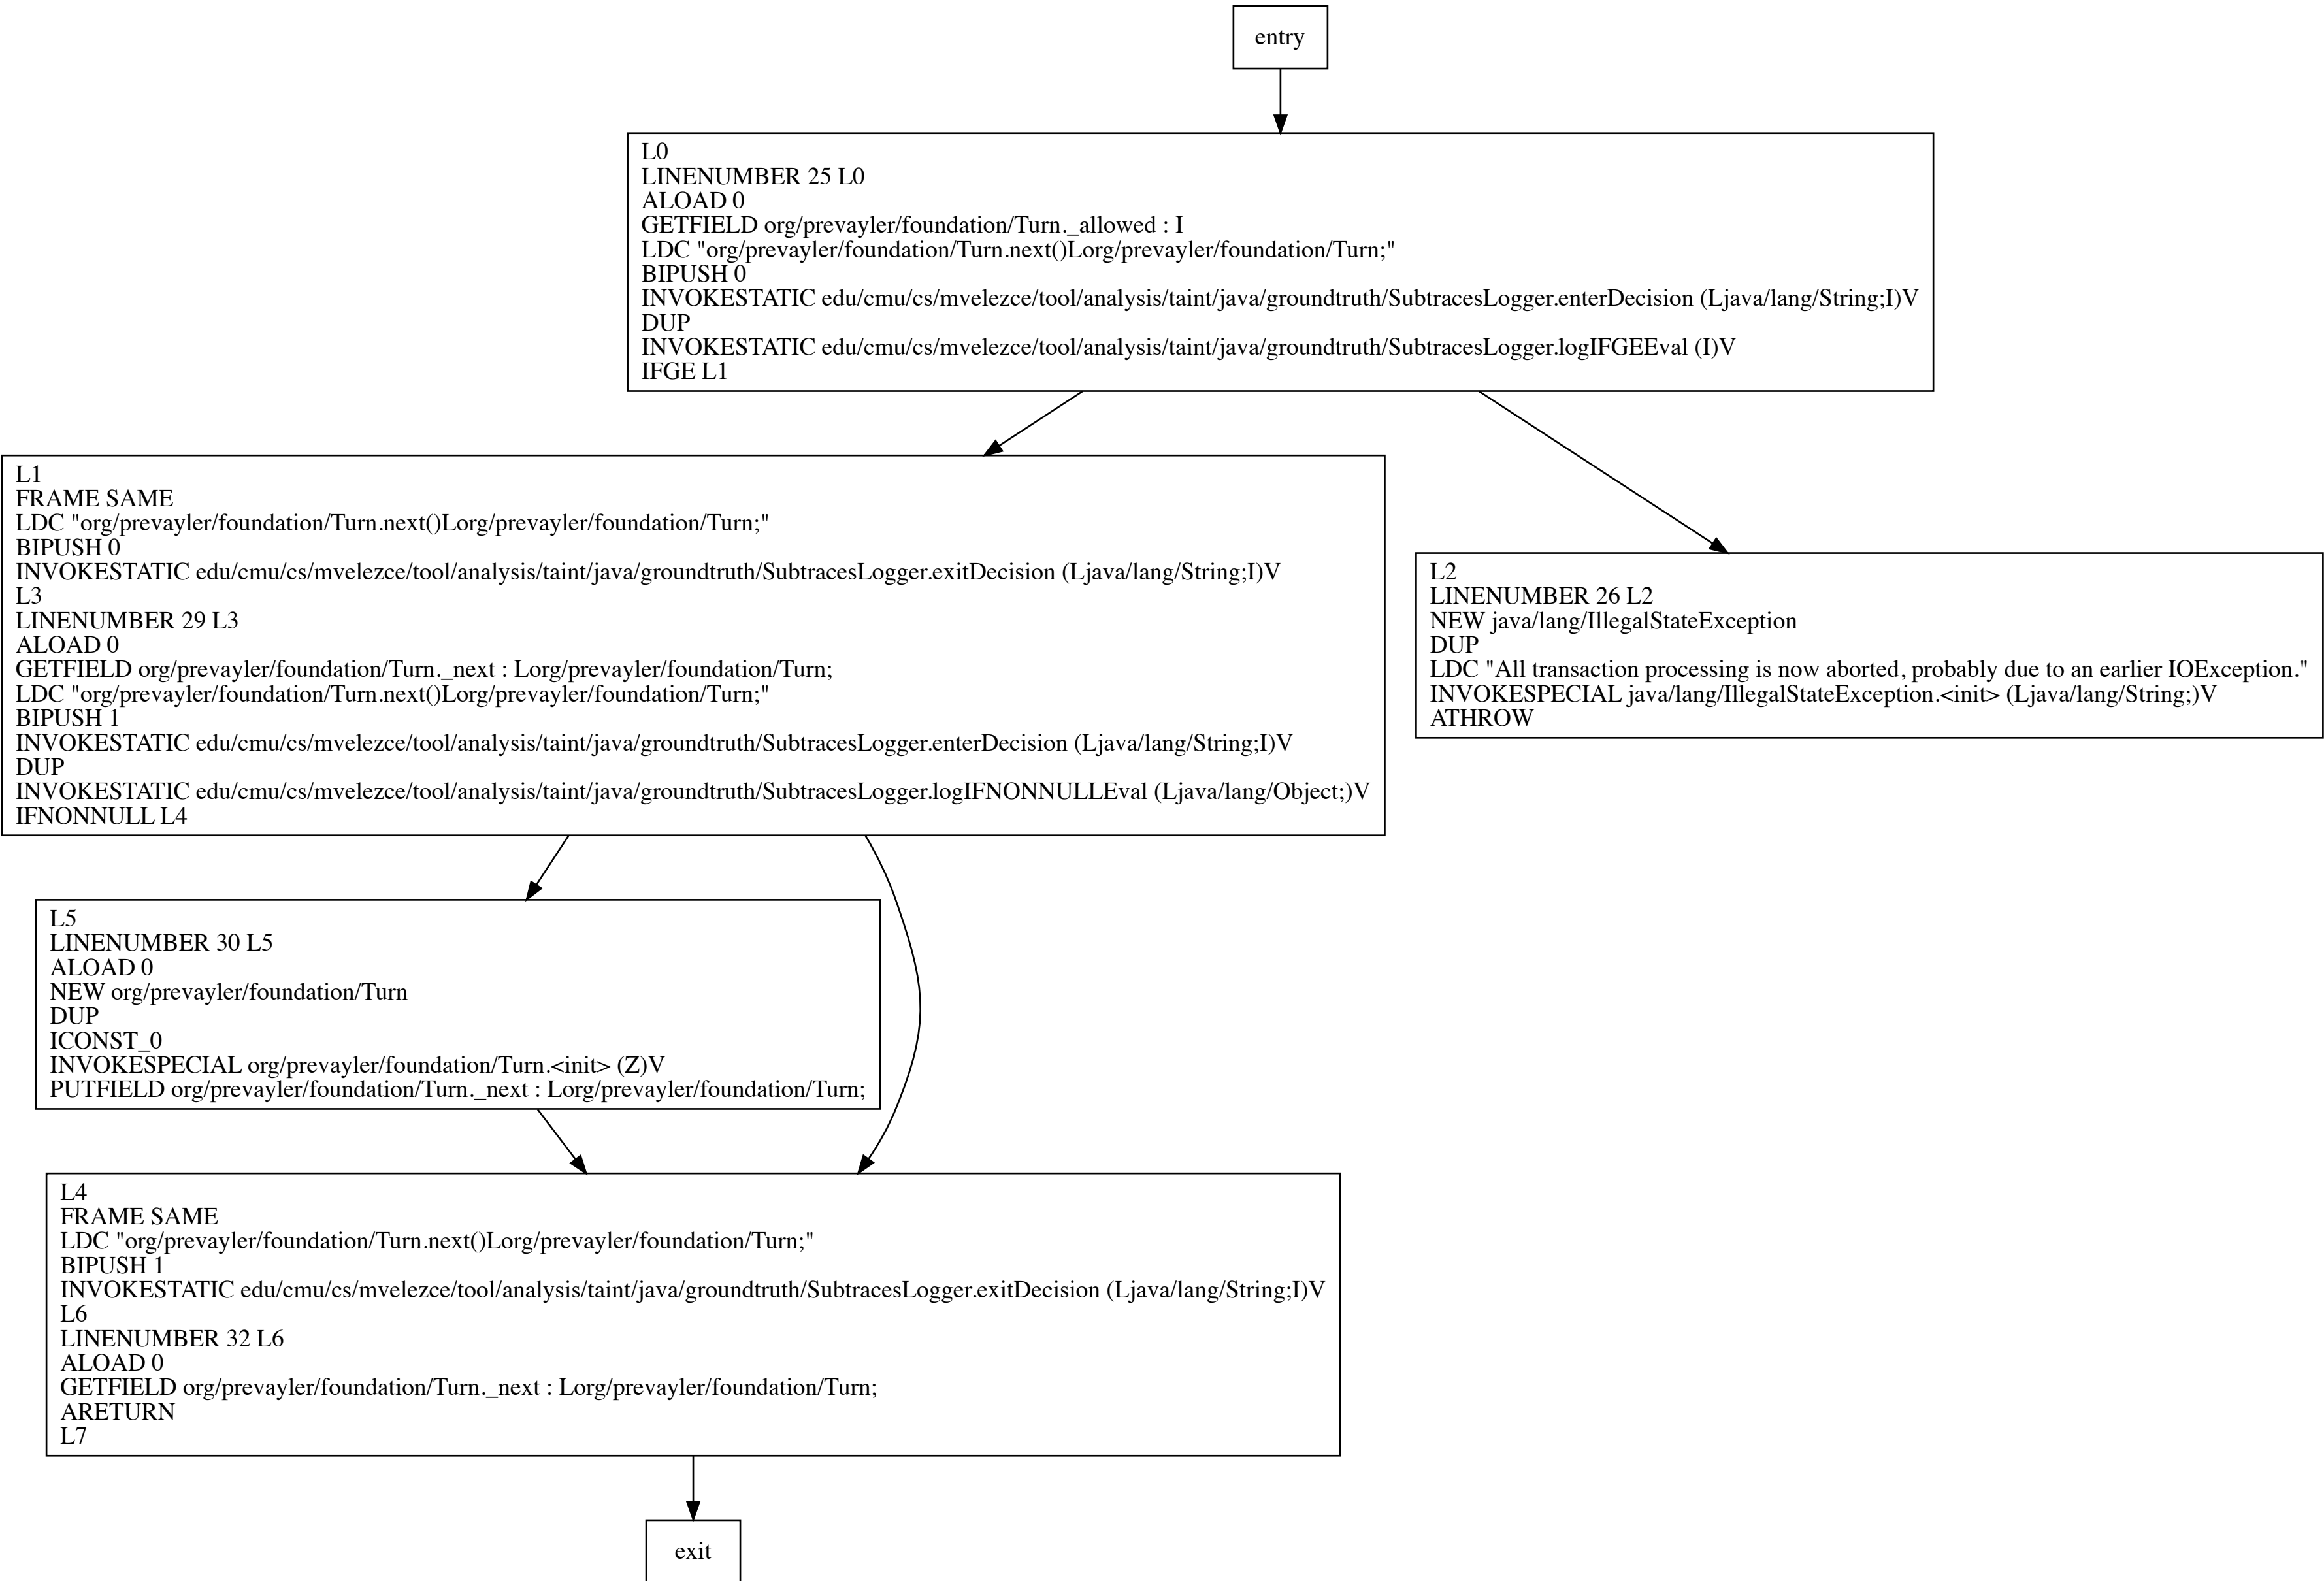 entry
L0
LINENUMBER 25 L0
ALOAD 0
GETFIELD org/prevayler/foundation/Turn._allowed : I
LDC "org/prevayler/foundation/Turn.next()Lorg/prevayler/foundation/Turn;"
BIPUSH 0
INVOKESTATIC edu/cmu/cs/mvelezce/tool/analysis/taint/java/groundtruth/SubtracesLogger.enterDecision (Ljava/lang/String;I)V
DUP
INVOKESTATIC edu/cmu/cs/mvelezce/tool/analysis/taint/java/groundtruth/SubtracesLogger.logIFGEEval (I)V
IFGE L1
L1
FRAME SAME
LDC "org/prevayler/foundation/Turn.next()Lorg/prevayler/foundation/Turn;"
BIPUSH 0
INVOKESTATIC edu/cmu/cs/mvelezce/tool/analysis/taint/java/groundtruth/SubtracesLogger.exitDecision (Ljava/lang/String;I)V
L3
LINENUMBER 29 L3
ALOAD 0
GETFIELD org/prevayler/foundation/Turn._next : Lorg/prevayler/foundation/Turn;
LDC "org/prevayler/foundation/Turn.next()Lorg/prevayler/foundation/Turn;"
BIPUSH 1
INVOKESTATIC edu/cmu/cs/mvelezce/tool/analysis/taint/java/groundtruth/SubtracesLogger.enterDecision (Ljava/lang/String;I)V
DUP
INVOKESTATIC edu/cmu/cs/mvelezce/tool/analysis/taint/java/groundtruth/SubtracesLogger.logIFNONNULLEval (Ljava/lang/Object;)V
IFNONNULL L4
L2
LINENUMBER 26 L2
NEW java/lang/IllegalStateException
DUP
LDC "All transaction processing is now aborted, probably due to an earlier IOException."
INVOKESPECIAL java/lang/IllegalStateException.<init> (Ljava/lang/String;)V
ATHROW
L5
LINENUMBER 30 L5
ALOAD 0
NEW org/prevayler/foundation/Turn
DUP
ICONST_0
INVOKESPECIAL org/prevayler/foundation/Turn.<init> (Z)V
PUTFIELD org/prevayler/foundation/Turn._next : Lorg/prevayler/foundation/Turn;
L4
FRAME SAME
LDC "org/prevayler/foundation/Turn.next()Lorg/prevayler/foundation/Turn;"
BIPUSH 1
INVOKESTATIC edu/cmu/cs/mvelezce/tool/analysis/taint/java/groundtruth/SubtracesLogger.exitDecision (Ljava/lang/String;I)V
L6
LINENUMBER 32 L6
ALOAD 0
GETFIELD org/prevayler/foundation/Turn._next : Lorg/prevayler/foundation/Turn;
ARETURN
L7
exit